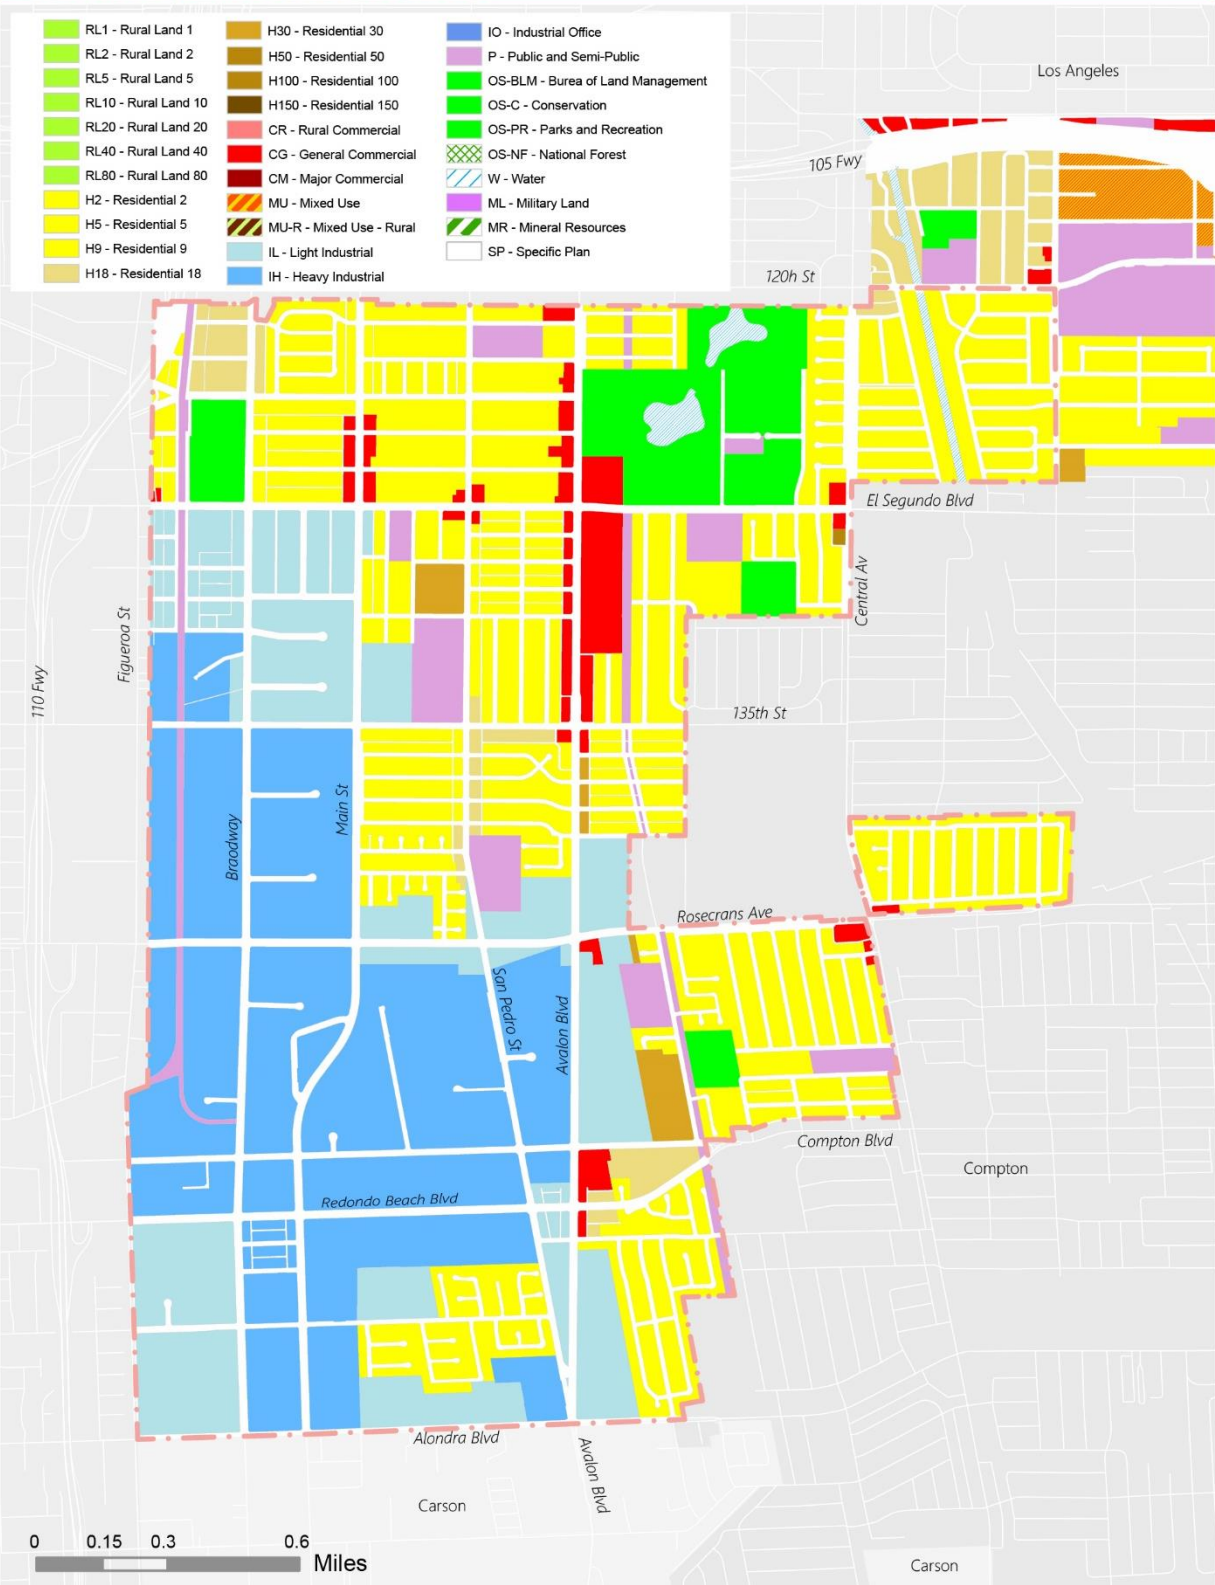 RL1 - Rural Land 1
RL2 - Rural Land 2
RL5 - Rural Land 5
RL10 - Rural Land 10
RL20 - Rural Land 20
RL40 - Rural Land 40
RL80 - Rural Land 80
H2 - Residential 2
H5 - Residential 5
H9 - Residential 9
H18 - Residential 18
H30 - Residential 30
H50 - Residential 50
H100 - Residential 100
H150 - Residential 150
CR - Rural Commercial
CG - General Commercial
CM - Major Commercial
MU - Mixed Use
MU-R - Mixed Use - Rural
IL - Light Industrial
IH - Heavy Industrial
IO - Industrial Office
P - Public and Semi-Public
OS-BLM - Burea of Land Management
OS-C - Conservation
OS-PR - Parks and Recreation
OS-NF - National Forest
W - Water
ML - Military Land
MR - Mineral Resources
SP - Specific Plan
Los Angeles
105 Fwy
120h St
El Segundo Blvd
Central Av
Figueroa St
110 Fwy
135th St
Main St
Braodway
Rosecrans Ave
San Pedro St
Avalon Blvd
Compton Blvd
Compton
Redondo Beach Blvd
Alondra Blvd
Avalon Blvd
Carson
Carson
0 0.15 0.3 0.6
Miles